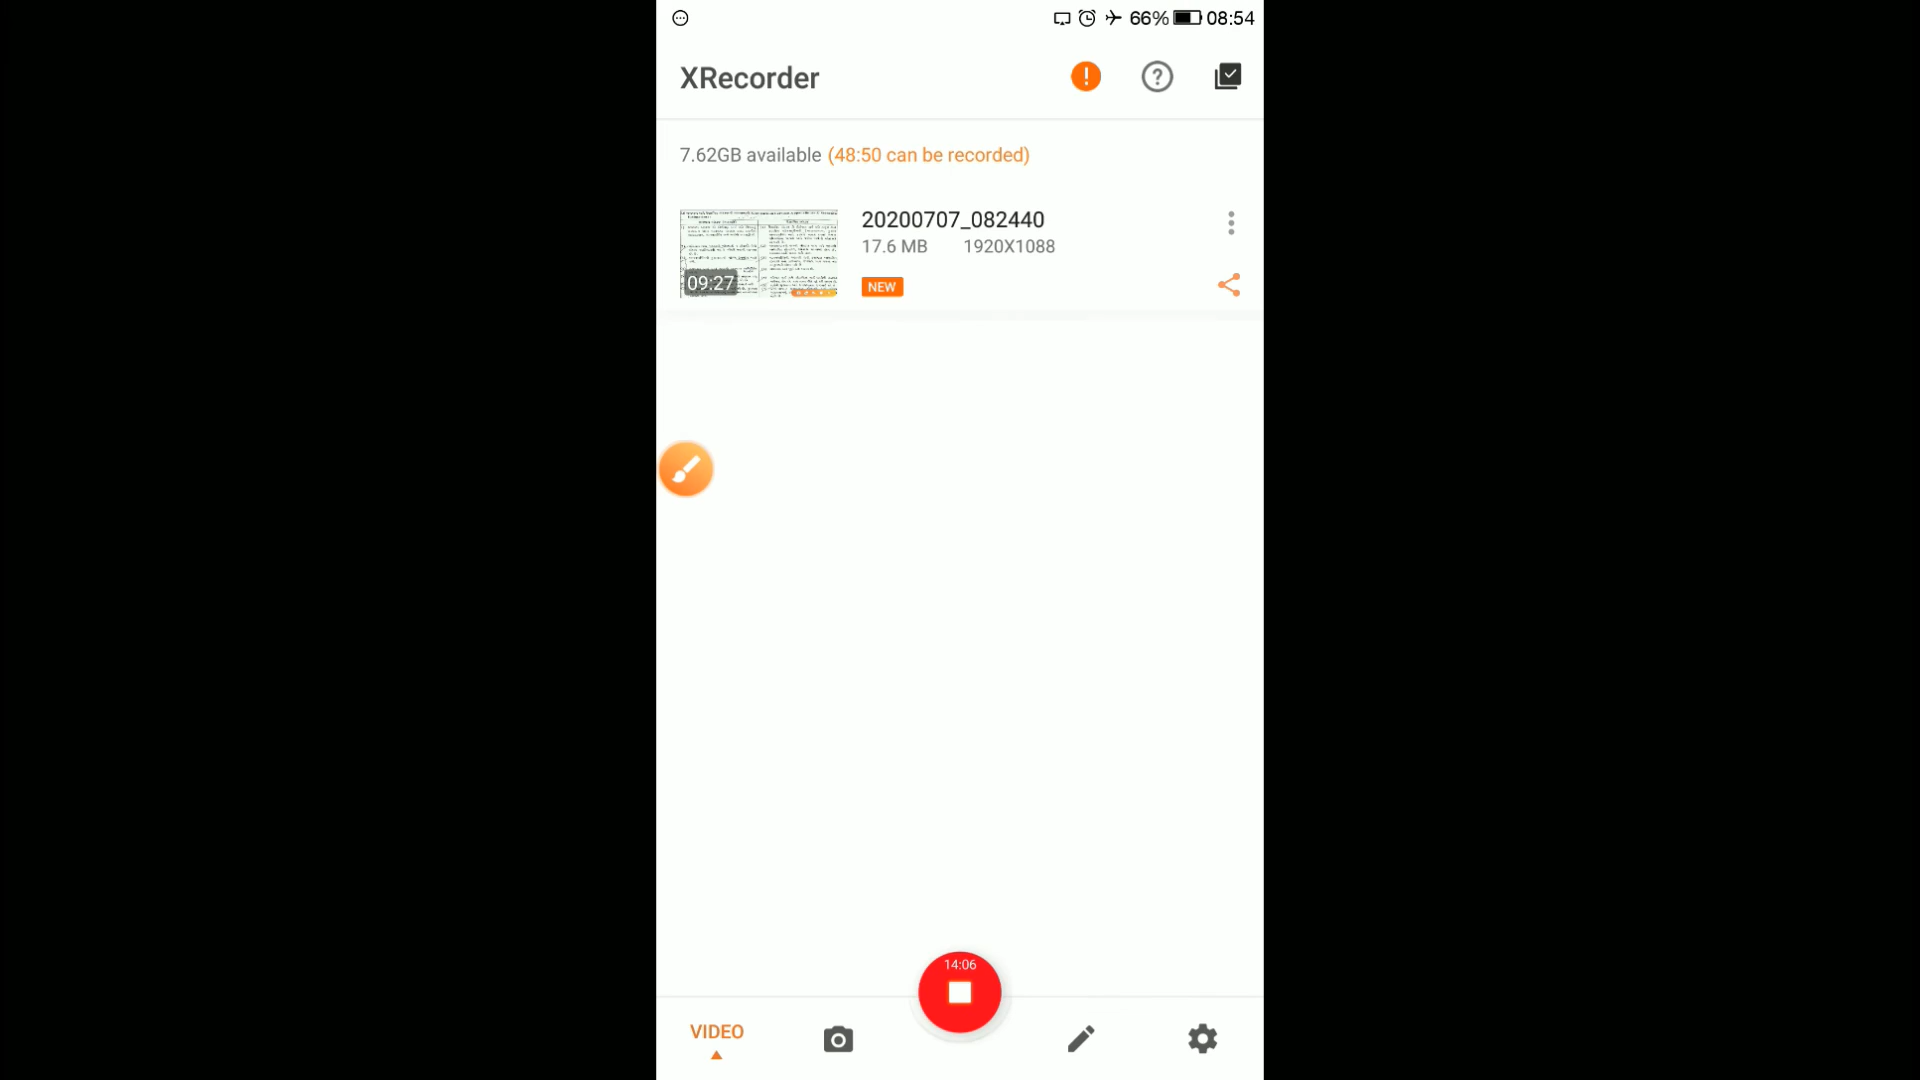 66% 08:54
XRecorder
7.62GB available (48:50 can be recorded)
20200707_082440
17.6 MB 1920X1088
09:27
NEW
14:06
VIDEO